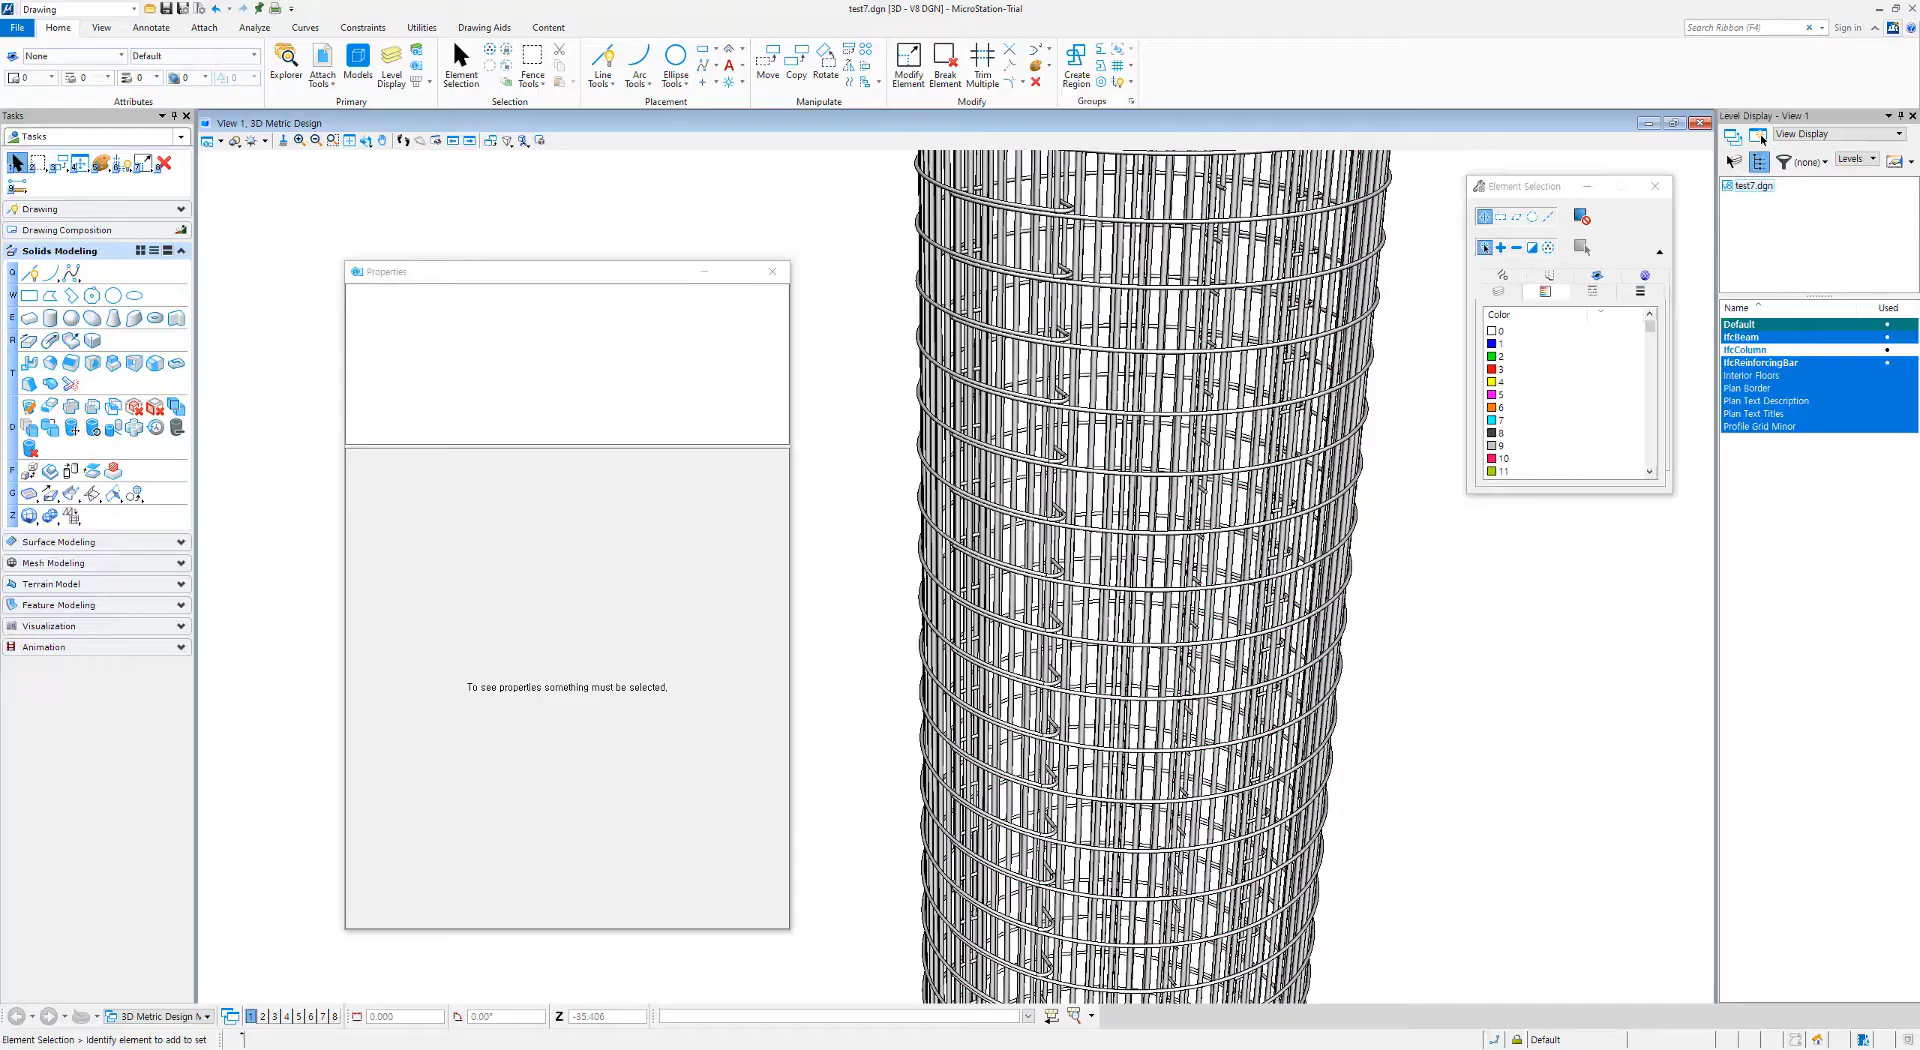 Drawing
test7.dgn [3D - V8 DGN] - MicroStation-Trial
File Home View Annotate Attach Analyze Curves Constraints Utilities Drawing Aids Content
Search Ribbon (F4)
Sign in
None Default
0 0 0 0 0
Attributes
Explorer Attach Tools Models Level Display
Primary
Element Selection Fence Tools
Selection
Line Tools Arc Tools Ellipse Tools
Placement
Move Copy Rotate
Manipulate
Modify Element Break Element Trim Multiple
Modify
Create Region
Groups
Tasks
Tasks
Drawing
Drawing Composition
Solids Modeling
Q
W
E
R
T
D
F
G
Z
Surface Modeling
Mesh Modeling
Terrain Model
Feature Modeling
Visualization
Animation
View 1, 3D Metric Design
Properties
To see properties something must be selected.
Element Selection
Color
0
1
2
3
4
5
6
7
8
9
10
11
Level Display - View 1
View Display
(none) Levels
test7.dgn
Name Used
Default
IfcBeam
IfcColumn
IfcReinforcingBar
Interior Floors
Plan Border
Plan Text Description
Plan Text Titles
Profile Grid Minor
3D Metric Design M
1 2 3 4 5 6 7 8
0.000
0.00°
Z -35.406
Element Selection > Identify element to add to set
Default